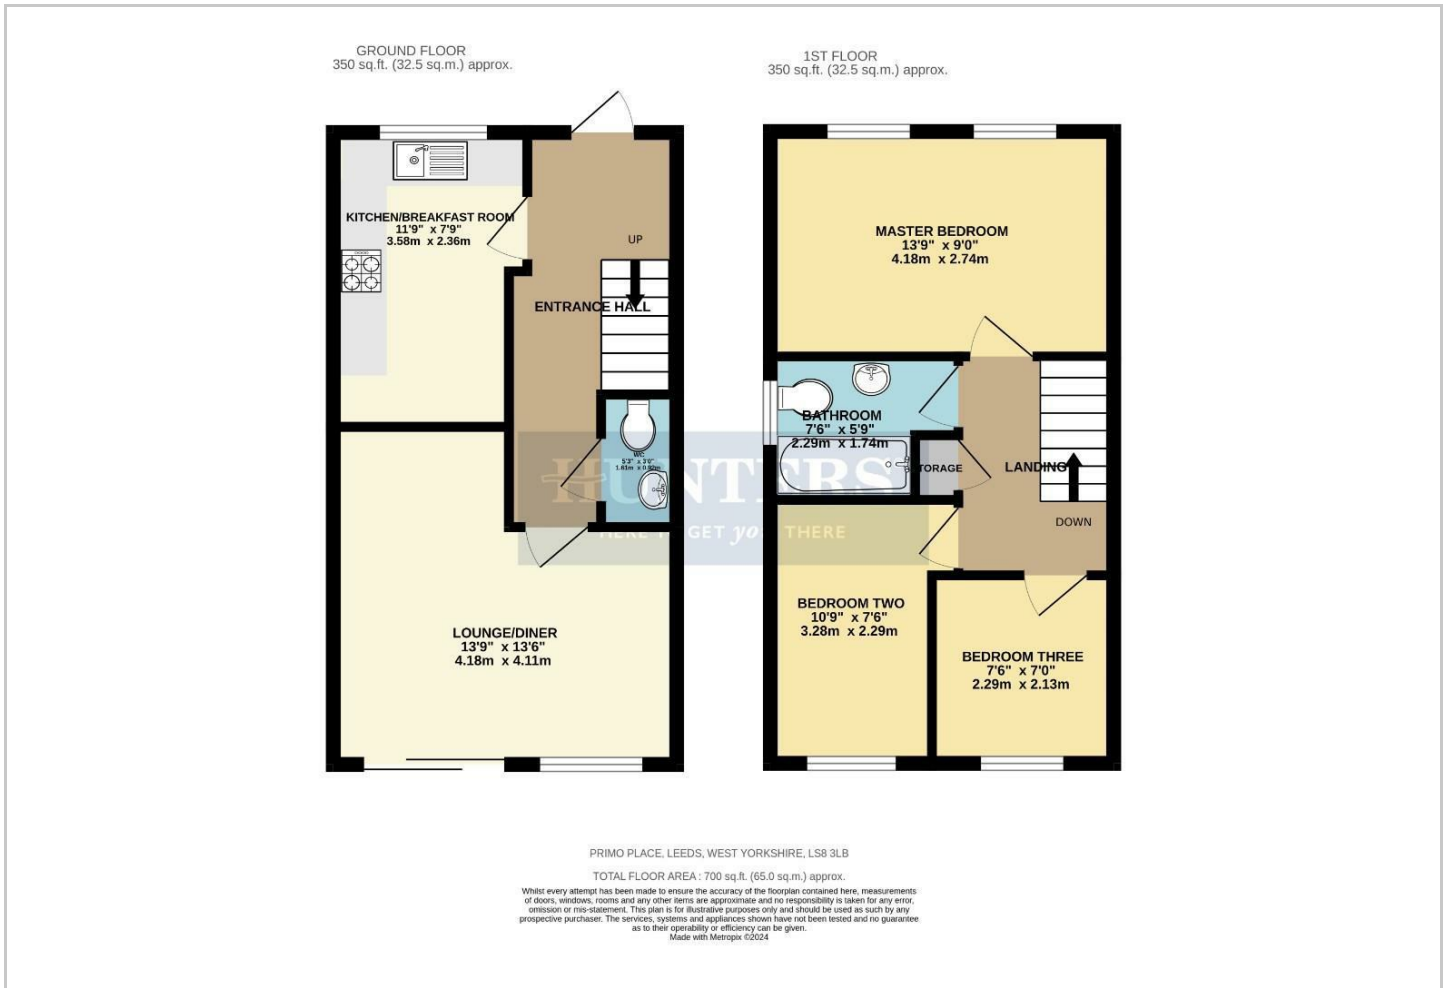 GROUND FLOOR
350 sq.ft. (32.5 sq.m.) approx.
1ST FLOOR
350 sq.ft. (32.5 sq.m.) approx.
KITCHEN/BREAKFAST ROOM
11'9" x 7'9"
3.58m x 2.36m
UP
ENTRANCE HALL
WC
5'3" x 3'0"
LOUNGE/DINER
13'9" x 13'6"
4.18m x 4.11m
MASTER BEDROOM
13'9" x 9'0"
4.18m x 2.74m
BATHROOM
7'6" x 5'9"
2.29m x 1.74m
STORAGE
LANDING
DOWN
BEDROOM TWO
10'9" x 7'6"
3.28m x 2.29m
BEDROOM THREE
7'6" x 7'0"
2.29m x 2.13m
HUNTERS
HERE TO GET you THERE
PRIMO PLACE, LEEDS, WEST YORKSHIRE, LS8 3LB
TOTAL FLOOR AREA : 700 sq.ft. (65.0 sq.m.) approx.
Whilst every attempt has been made to ensure the accuracy of the floorplan contained here, measurements
of doors, windows, rooms and any other items are approximate and no responsibility is taken for any error,
omission or mis-statement. This plan is for illustrative purposes only and should be used as such by any
prospective purchaser. The services, systems and appliances shown have not been tested and no guarantee
as to their operability or efficiency can be given.
Made with Metropix ©2024